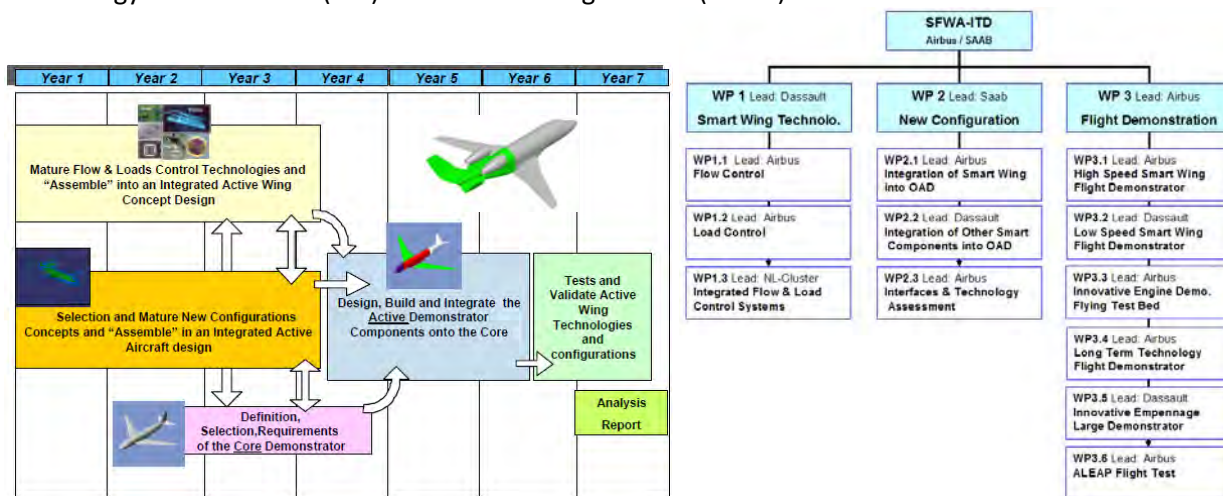 Year 1 Year 2 Year 3 Year 4 Year 5 Year 6 Year 7
Mature Flow & Loads Control Technologies and
“Assemble” into an Integrated Active Wing
Concept Design
Selection and Mature New Configurations
Concepts and “Assemble” in an Integrated Active
Aircraft design
Design, Build and Integrate the
Active Demonstrator
Components onto the Core
Tests and
Validate Active
Wing
Technologies
and
configurations
Definition,
Selection,Requirements
of the Core Demonstrator
Analysis
Report
SFWA-ITD
Airbus / SAAB
WP 1 Lead: Dassault
Smart Wing Technolo.
WP1.1 Lead: Airbus
Flow Control
WP1.2 Lead: Airbus
Load Control
WP1.3 Lead: NL-Cluster
Integrated Flow & Load
Control Systems
WP 2 Lead: Saab
New Configuration
WP2.1 Lead: Airbus
Integration of Smart Wing
into OAD
WP2.2 Lead: Dassault
Integration of Other Smart
Components into OAD
WP2.3 Lead: Airbus
Interfaces & Technology
Assessment
WP 3 Lead: Airbus
Flight Demonstration
WP3.1 Lead: Airbus
High Speed Smart Wing
Flight Demonstrator
WP3.2 Lead: Dassault
Low Speed Smart Wing
Flight Demonstrator
WP3.3 Lead: Airbus
Innovative Engine Demo.
Flying Test Bed
WP3.4 Lead: Airbus
Long Term Technology
Flight Demonstrator
WP3.5 Lead: Dassault
Innovative Empennage
Large Demonstrator
WP3.6 Lead: Airbus
ALEAP Flight Test